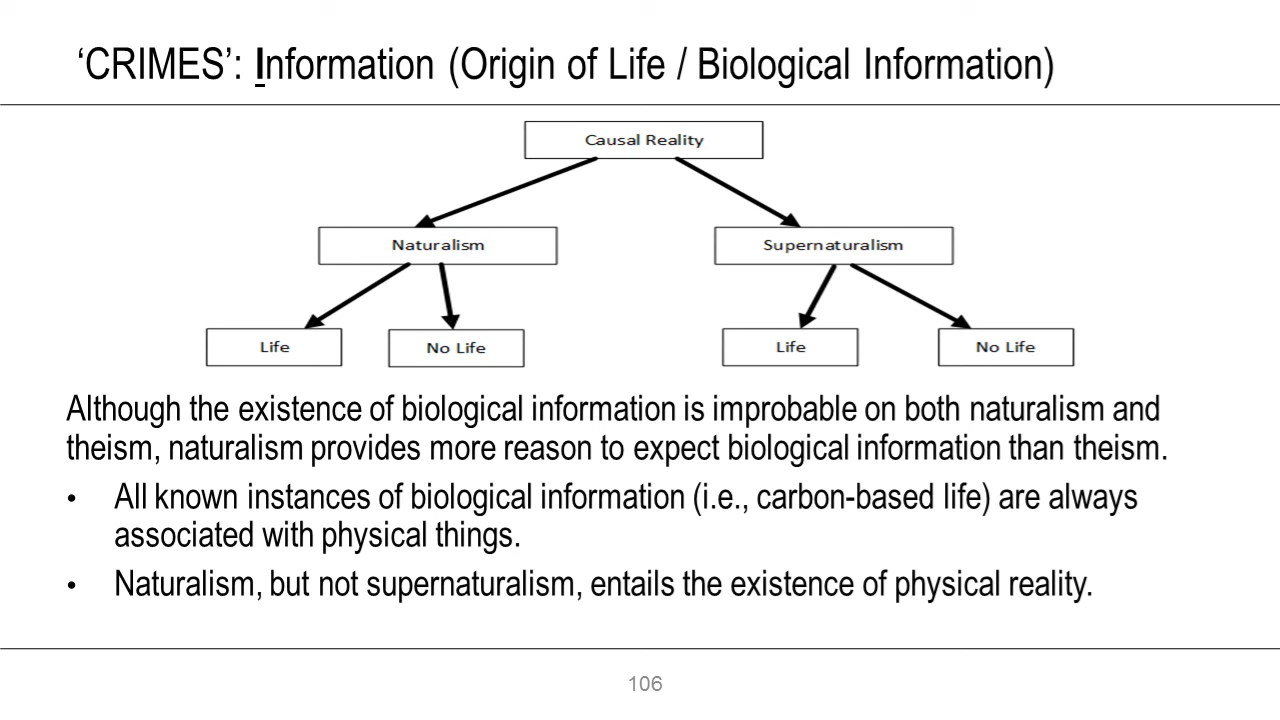 ‘CRIMES’: Information (Origin of Life / Biological Information)
Causal Reality
Naturalism
Supernaturalism
Life
No Life
Life
No Life
Although the existence of biological information is improbable on both naturalism and
theism, naturalism provides more reason to expect biological information than theism.
• All known instances of biological information (i.e., carbon-based life) are always
associated with physical things.
• Naturalism, but not supernaturalism, entails the existence of physical reality.
106